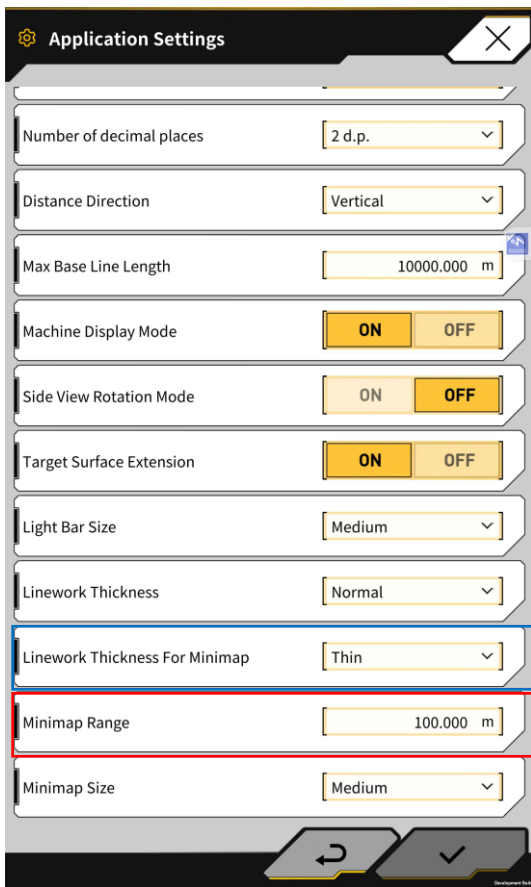 Application Settings
Number of decimal places 2 d.p.
Distance Direction Vertical
Max Base Line Length 10000.000 m
Machine Display Mode ON OFF
Side View Rotation Mode ON OFF
Target Surface Extension ON OFF
Light Bar Size Medium
Linework Thickness Normal
Linework Thickness For Minimap Thin
Minimap Range 100.000 m
Minimap Size Medium